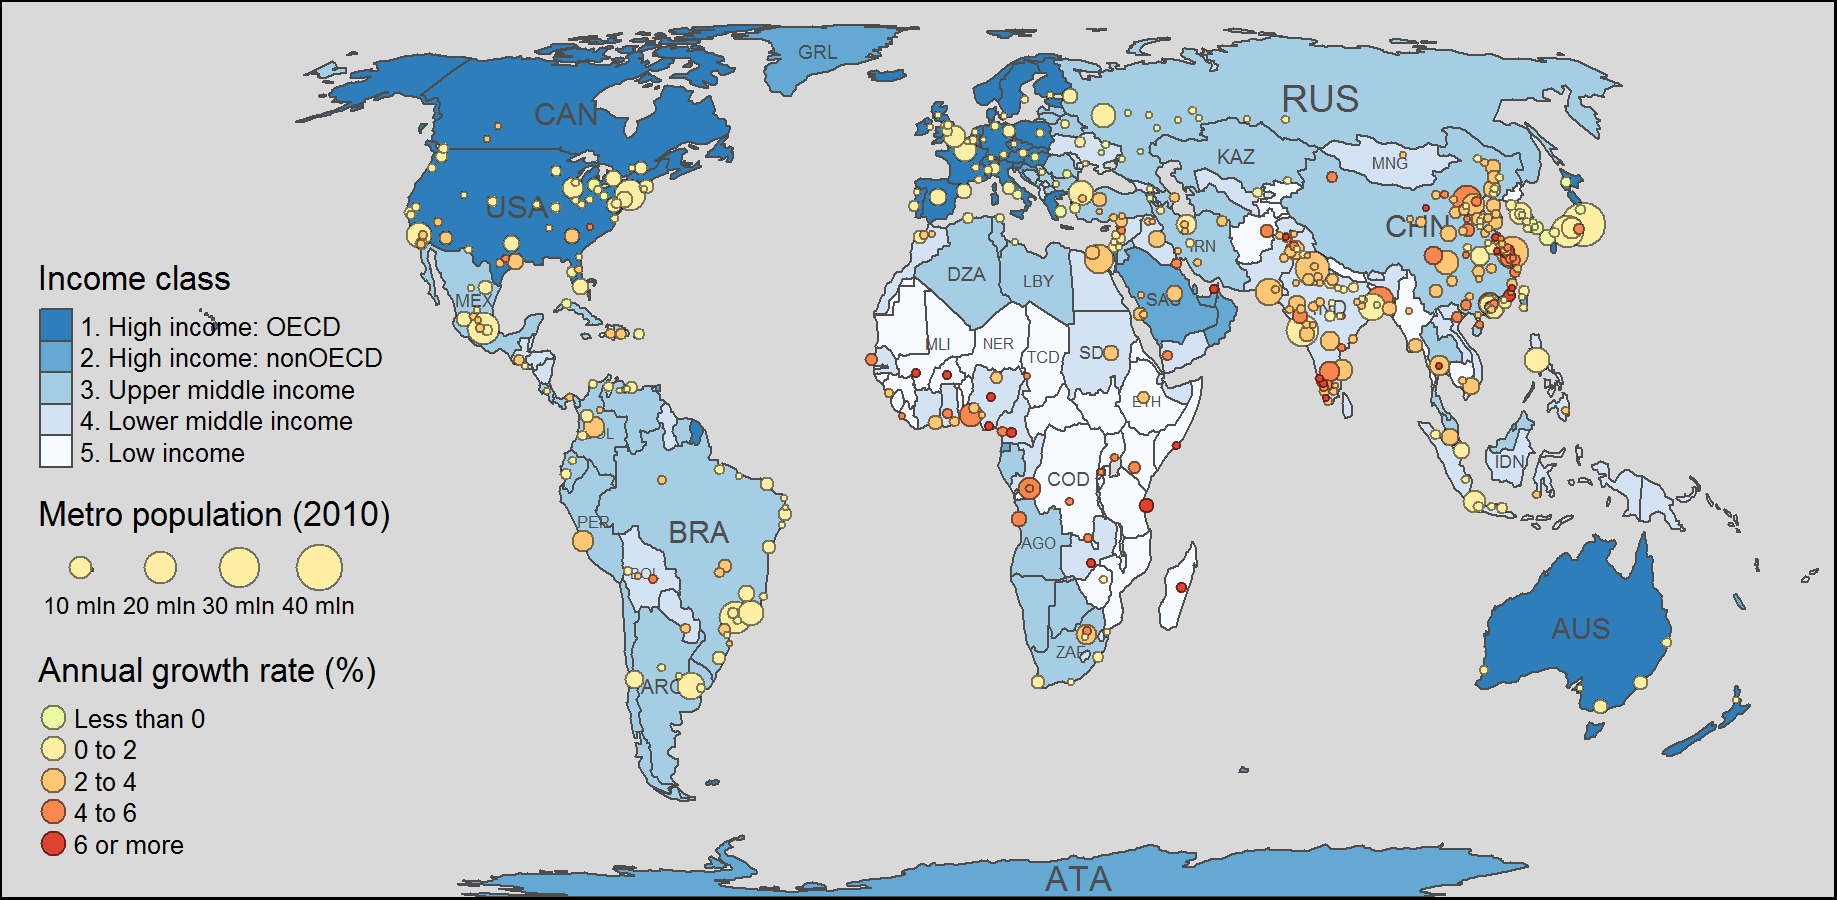 GRL
CAN
RUS
KAZ
MNG
USA
CHN
IRN
DZA
LBY
SAU
MEX
MLI
NER
TCD
SDN
ETH
COL
IDN
COD
PER
BRA
AGO
BOL
AUS
ZAF
ARG
ATA
Income class
1. High income: OECD
2. High income: nonOECD
3. Upper middle income
4. Lower middle income
5. Low income
Metro population (2010)
10 mln 20 mln 30 mln 40 mln
Annual growth rate (%)
Less than 0
0 to 2
2 to 4
4 to 6
6 or more